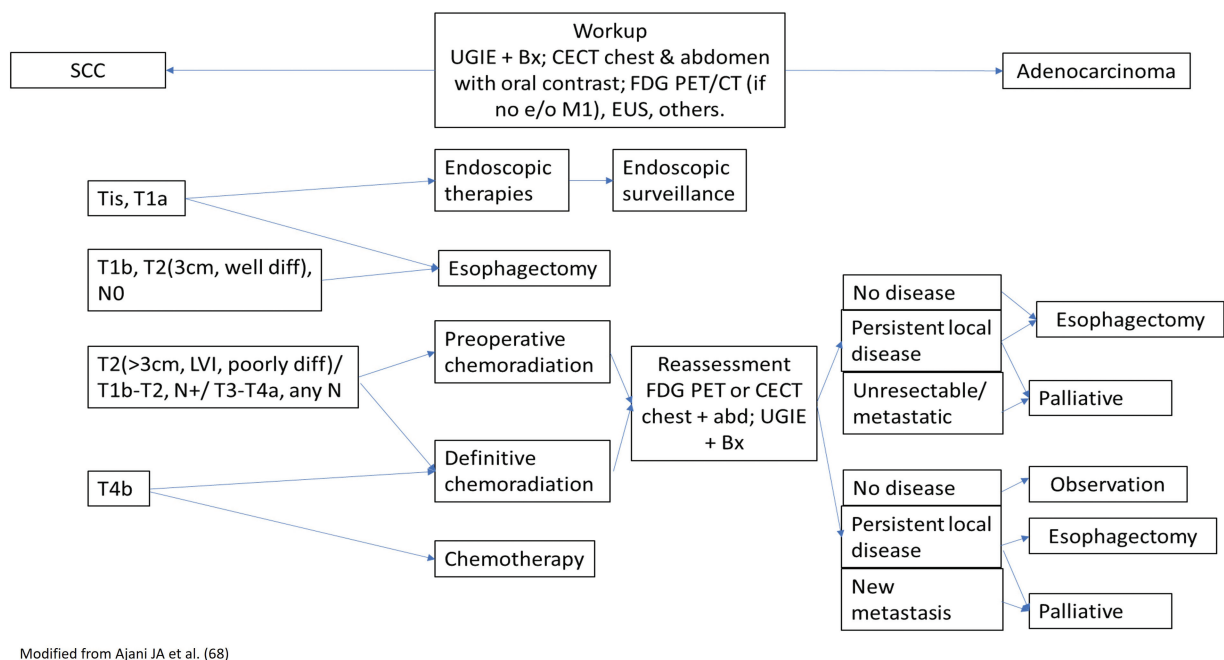 Workup
UGIE + Bx; CECT chest & abdomen
with oral contrast; FDG PET/CT (if
no e/o M1), EUS, others.
SCC
Adenocarcinoma
Tis, T1a
Endoscopic
therapies
Endoscopic
surveillance
T1b, T2(3cm, well diff),
N0
Esophagectomy
T2(>3cm, LVI, poorly diff)/
T1b-T2, N+/ T3-T4a, any N
Preoperative
chemoradiation
Definitive
chemoradiation
T4b
Chemotherapy
Reassessment
FDG PET or CECT
chest + abd; UGIE
+ Bx
No disease
Persistent local
disease
Unresectable/
metastatic
Esophagectomy
Palliative
No disease
Persistent local
disease
New
metastasis
Observation
Esophagectomy
Palliative
Modified from Ajani JA et al. (68)